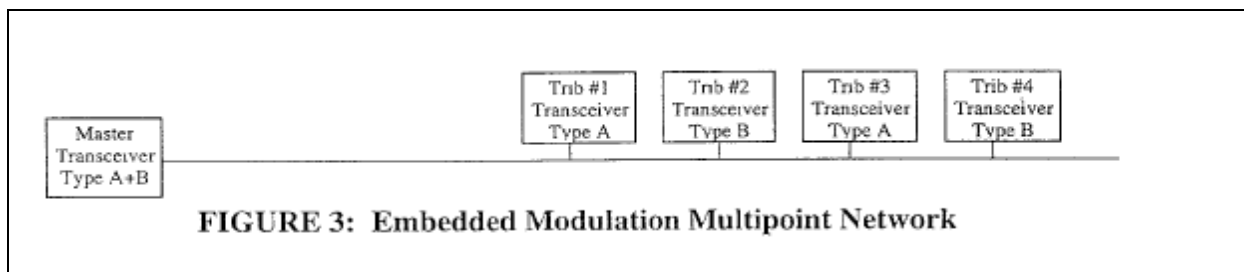 Trib #1
Transceiver
Type A
Trib #2
Transceiver
Type B
Trib #3
Transceiver
Type A
Trib #4
Transceiver
Type B
Master
Transceiver
Type A+B
FIGURE 3: Embedded Modulation Multipoint Network